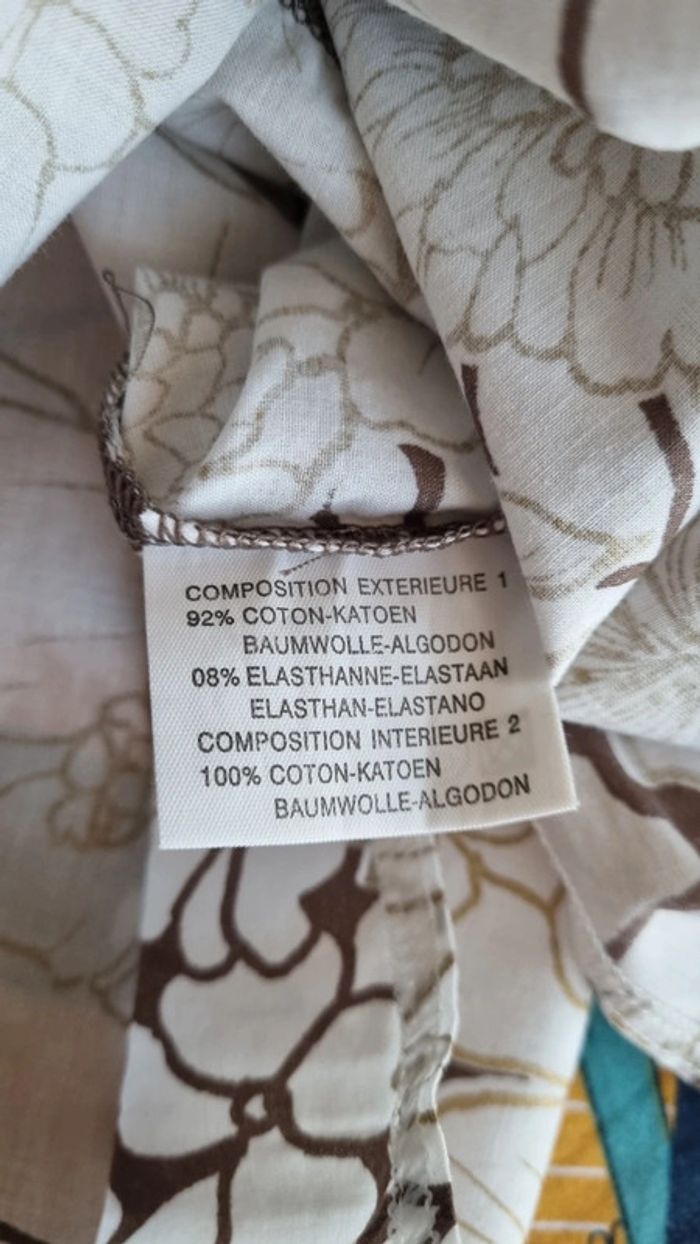 COMPOSITION EXTERIEURE 1
92% COTON-KATOEN
BAUMWOLLE-ALGODON
08% ELASTHANNE-ELASTAAN
ELASTHAN-ELASTANO
COMPOSITION INTERIEURE 2
100% COTON-KATOEN
BAUMWOLLE-ALGODON